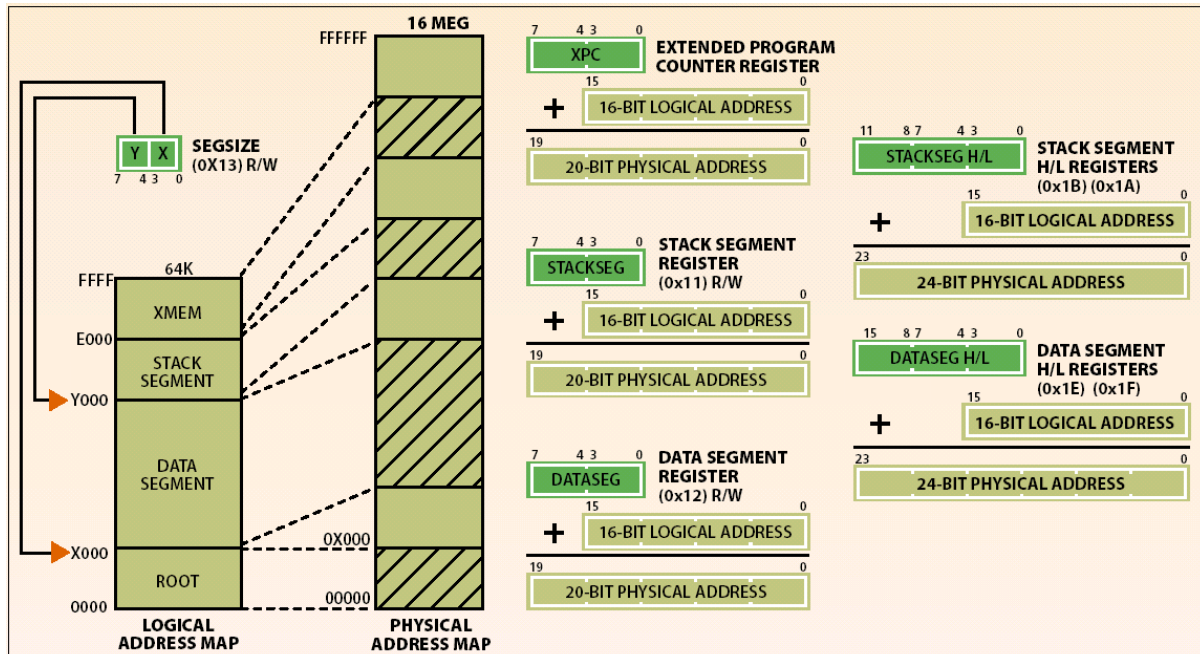 16 MEG
FFFFFF
0X000
00000
PHYSICAL
ADDRESS MAP
SEGSIZE
(0X13) R/W
Y X
7 4 3 0
64K
FFFF
XMEM
E000
STACK
SEGMENT
Y000
DATA
SEGMENT
X000
ROOT
0000
LOGICAL
ADDRESS MAP
7 4 3 0
XPC
EXTENDED PROGRAM
COUNTER REGISTER
15 0
+ 16-BIT LOGICAL ADDRESS
19 0
20-BIT PHYSICAL ADDRESS
7 4 3 0
STACKSEG
STACK SEGMENT
REGISTER
(0x11) R/W
15 0
+ 16-BIT LOGICAL ADDRESS
19 0
20-BIT PHYSICAL ADDRESS
7 4 3 0
DATASEG
DATA SEGMENT
REGISTER
(0x12) R/W
15 0
+ 16-BIT LOGICAL ADDRESS
19 0
20-BIT PHYSICAL ADDRESS
11 8 7 4 3 0
STACKSEG H/L
STACK SEGMENT
H/L REGISTERS
(0x1B) (0x1A)
15 0
+ 16-BIT LOGICAL ADDRESS
23 0
24-BIT PHYSICAL ADDRESS
15 8 7 4 3 0
DATASEG H/L
DATA SEGMENT
H/L REGISTERS
(0x1E) (0x1F)
15 0
+ 16-BIT LOGICAL ADDRESS
23 0
24-BIT PHYSICAL ADDRESS